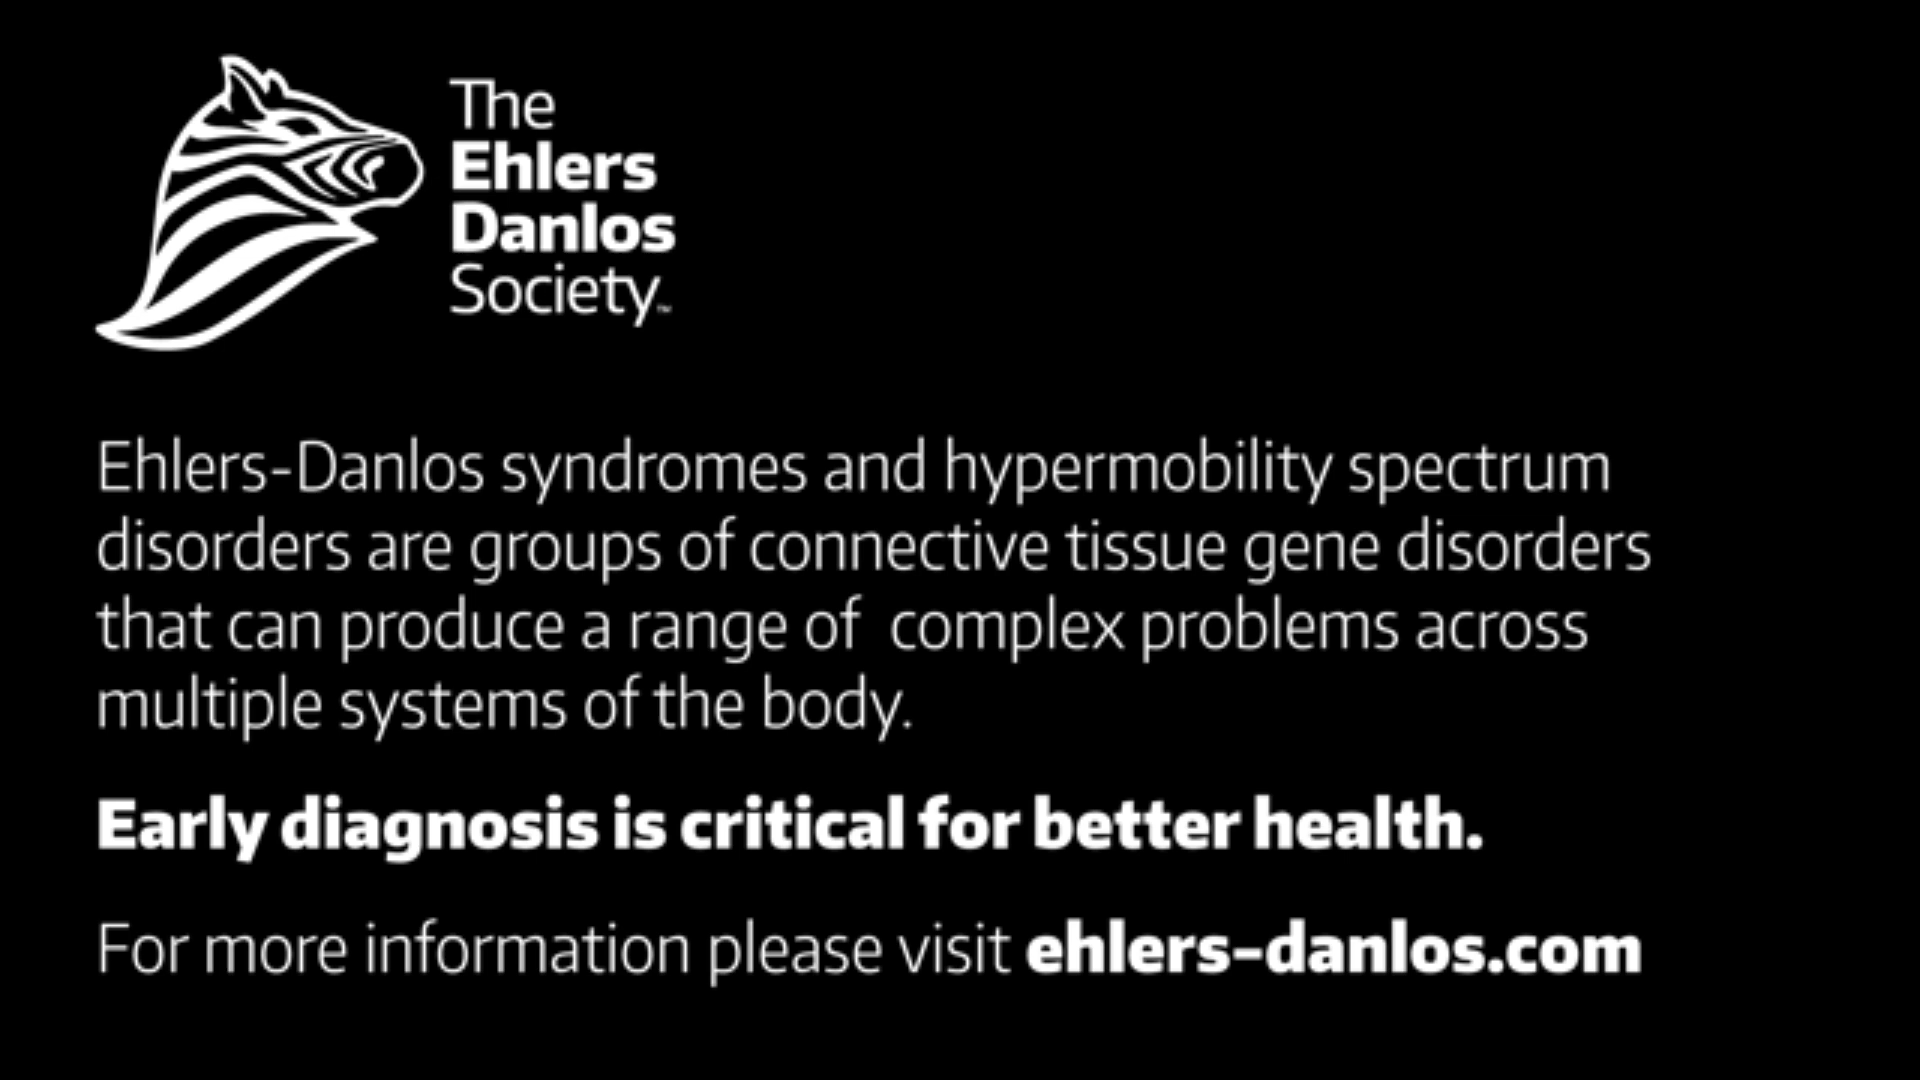 The
Ehlers
Danlos
Society™
Ehlers-Danlos syndromes and hypermobility spectrum
disorders are groups of connective tissue gene disorders
that can produce a range of  complex problems across
multiple systems of the body.
Early diagnosis is critical for better health.
For more information please visit ehlers-danlos.com